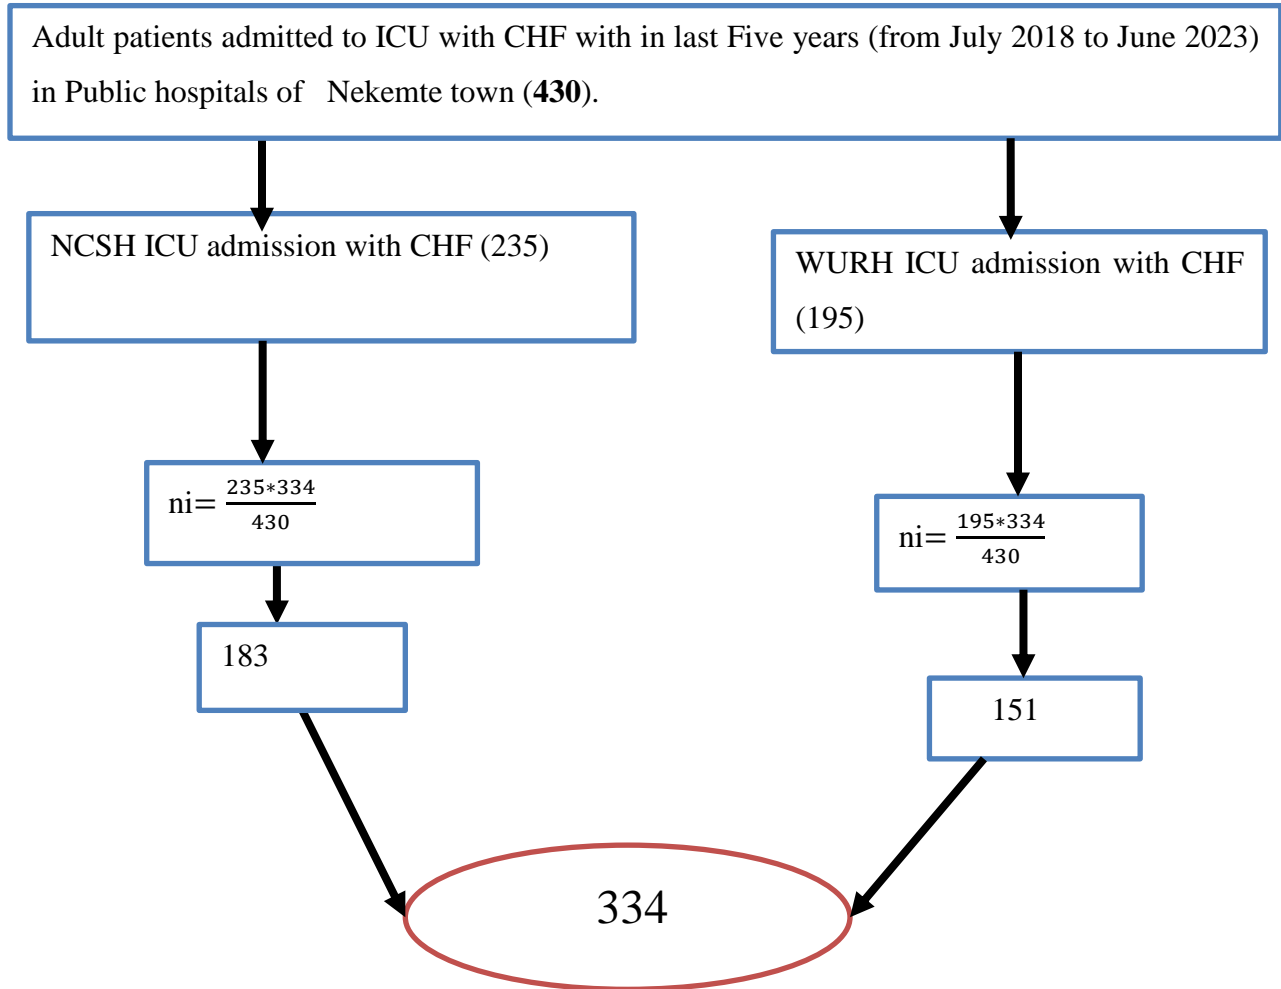 Adult patients admitted to ICU with CHF with in last Five years (from July 2018 to June 2023)
in Public hospitals of Nekemte town (430).
NCSH ICU admission with CHF (235)
WURH ICU admission with CHF
(195)
ni= 235*334/430
ni= 195*334/430
183
151
334